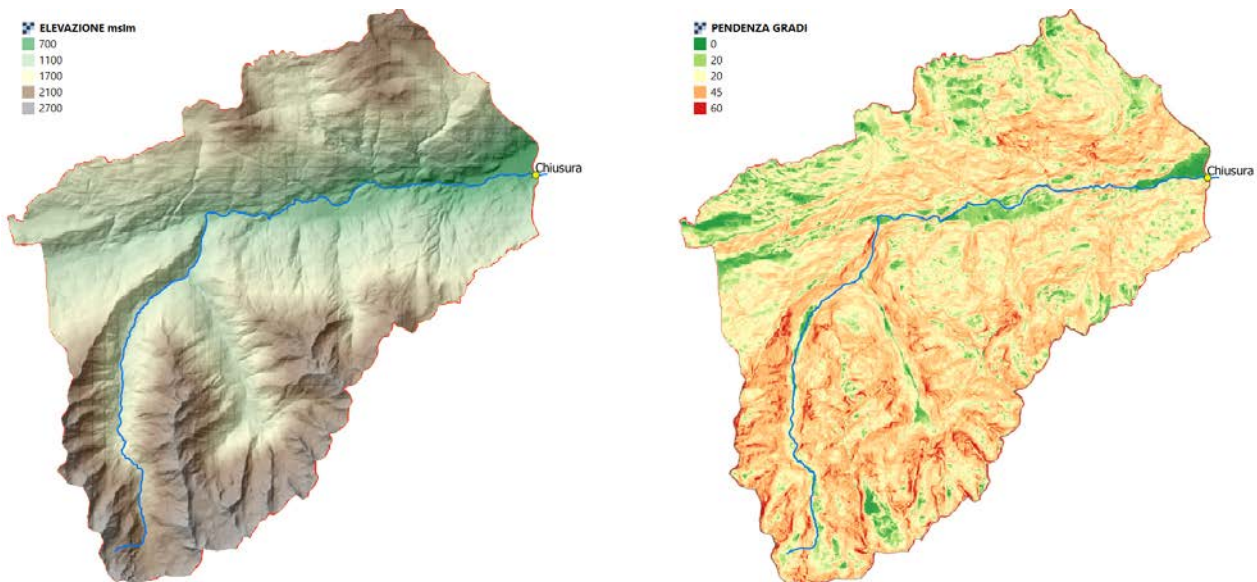 ELEVAZIONE mslm
700
1100
1700
2100
2700
Chiusura
PENDENZA GRADI
0
20
20
45
60
Chiusura